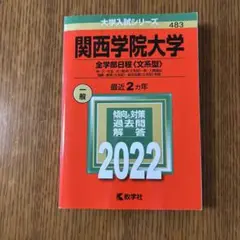 大学入試シリーズ
483
関西学院大学
全学部日程〈文系型〉
最近2ヵ年
一般
傾向と対策
過去問
解答
2022
教学社